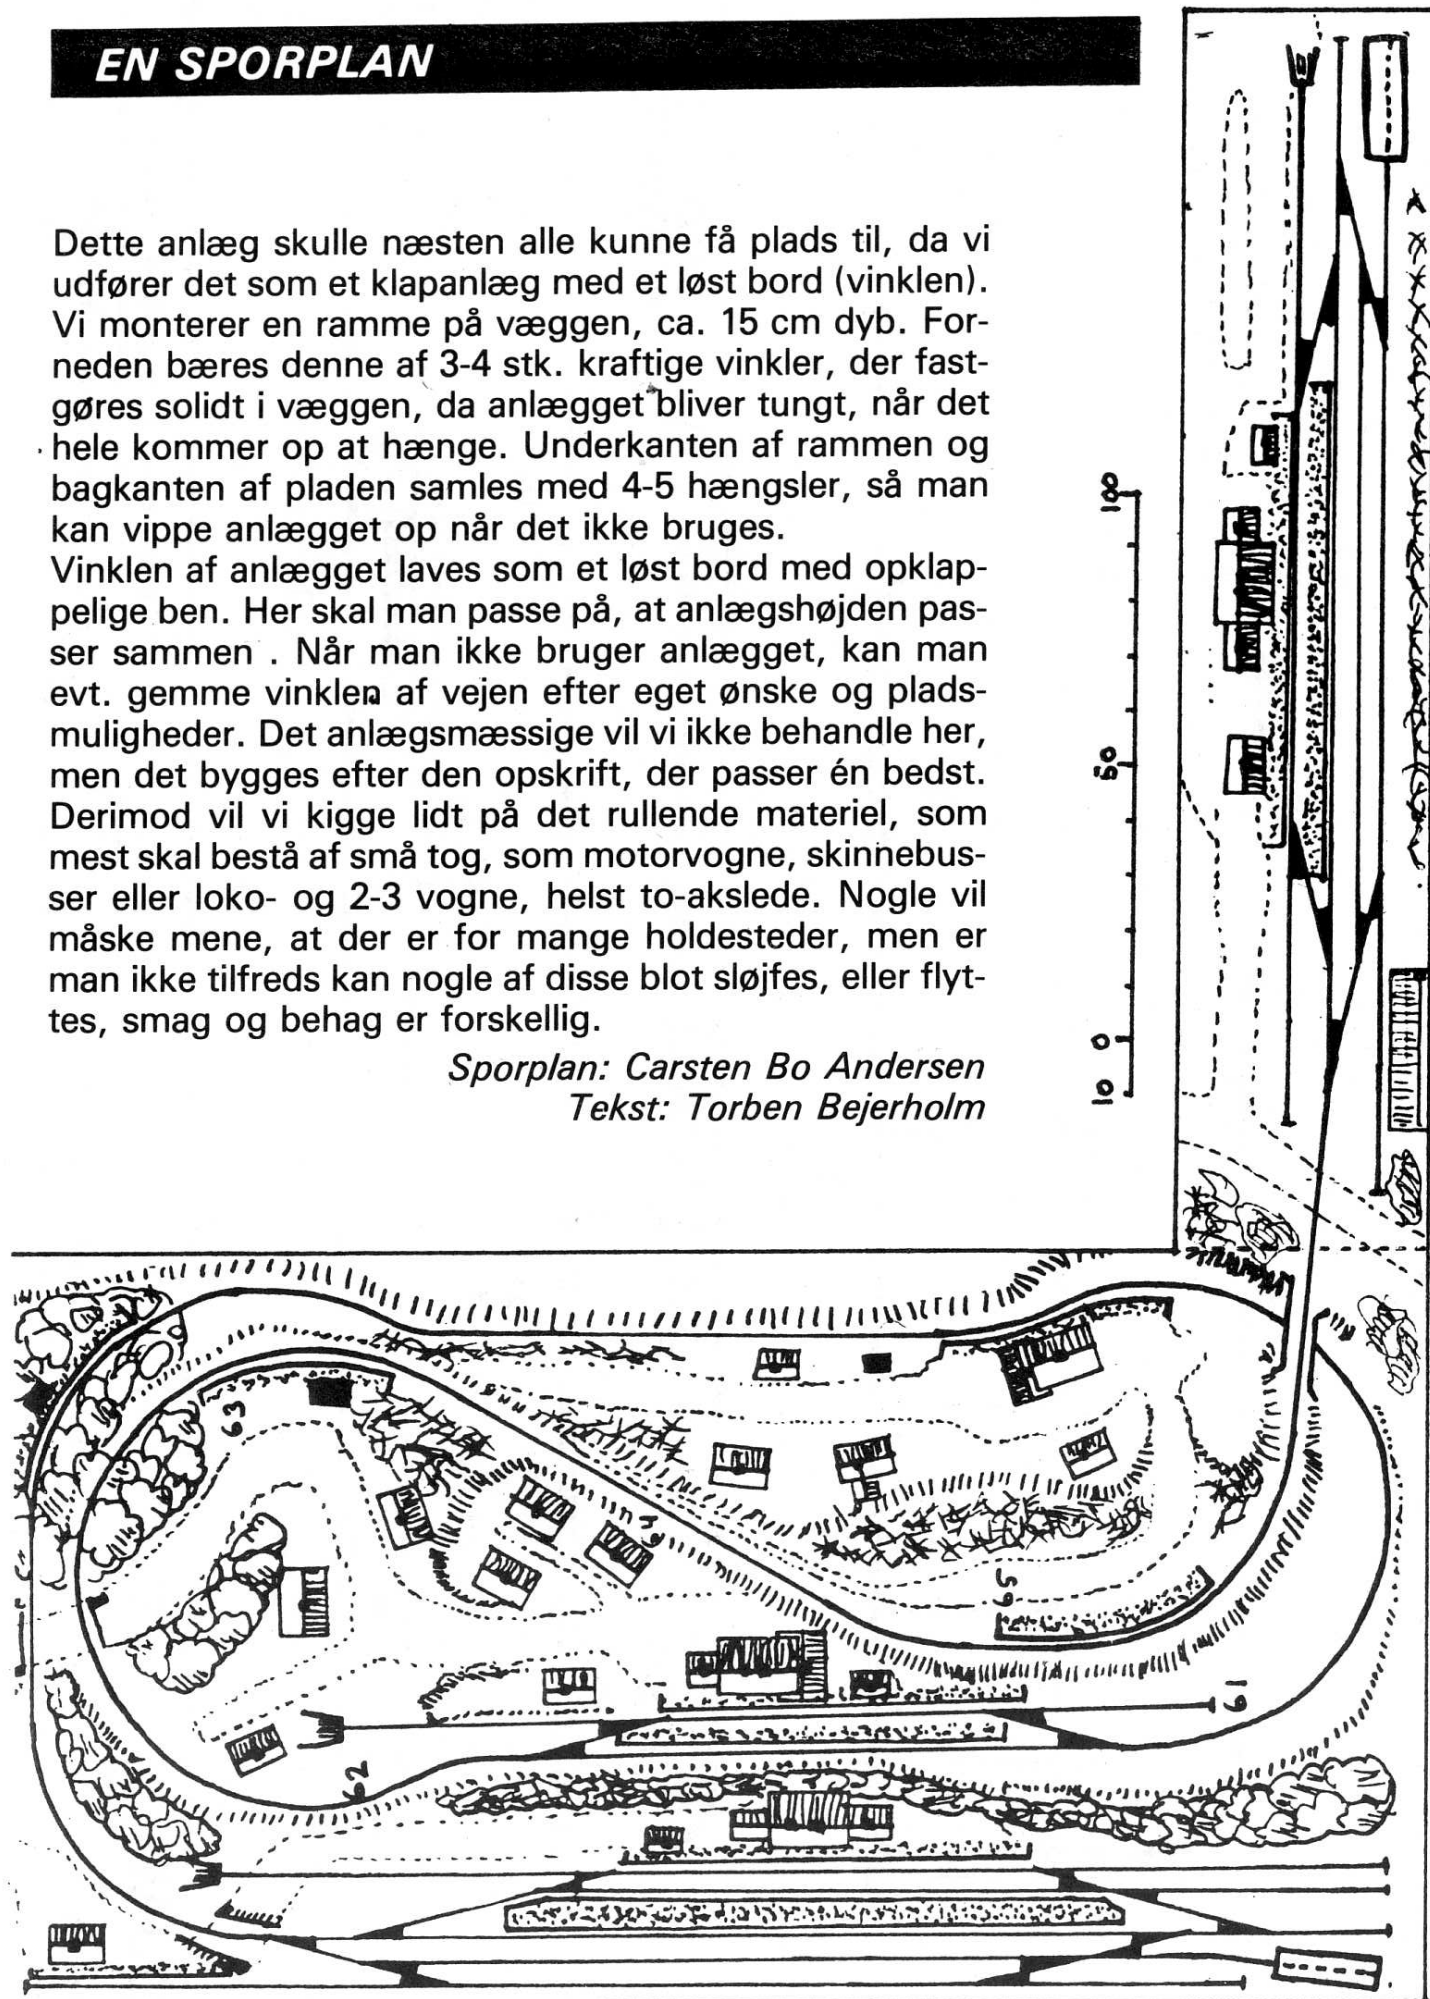 EN SPORPLAN
Dette anlæg skulle næsten alle kunne få plads til, da vi
udfører det som et klapanlæg med et løst bord (vinklen).
Vi monterer en ramme på væggen, ca. 15 cm dyb. For-
neden bæres denne af 3-4 stk. kraftige vinkler, der fast-
gøres solidt i væggen, da anlægget bliver tungt, når det
hele kommer op at hænge. Underkanten af rammen og
bagkanten af pladen samles med 4-5 hængsler, så man
kan vippe anlægget op når det ikke bruges.
Vinklen af anlægget laves som et løst bord med opklap-
pelige ben. Her skal man passe på, at anlægshøjden pas-
ser sammen . Når man ikke bruger anlægget, kan man
evt. gemme vinklen af vejen efter eget ønske og plads-
muligheder. Det anlægsmæssige vil vi ikke behandle her,
men det bygges efter den opskrift, der passer én bedst.
Derimod vil vi kigge lidt på det rullende materiel, som
mest skal bestå af små tog, som motorvogne, skinnebus-
ser eller loko- og 2-3 vogne, helst to-akslede. Nogle vil
måske mene, at der er for mange holdesteder, men er
man ikke tilfreds kan nogle af disse blot sløjfes, eller flyt-
tes, smag og behag er forskellig.
Sporplan: Carsten Bo Andersen
Tekst: Torben Bejerholm
100
50
0
10
63
64
65
61
62